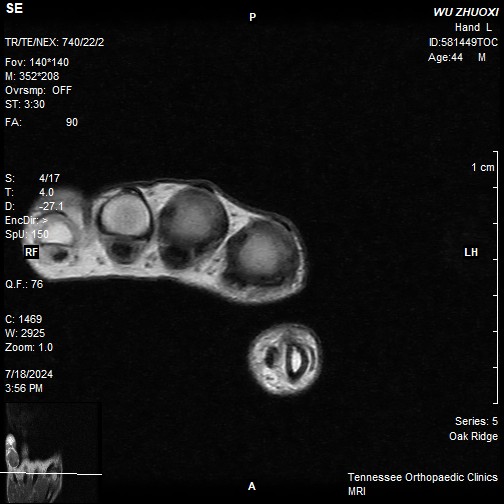 SE
P
WU ZHUOXI
Hand L
ID:581449TOC
Age:44 M
TR/TE/NEX: 740/22/2
Fov: 140*140
M: 352*208
Ovrsmp: OFF
ST: 3:30
FA: 90
1 cm
S: 4/17
T: 4.0
D: -27.1
EncDir: >
SpU: 150
RF
LH
Q.F.: 76
C: 1469
W: 2925
Zoom: 1.0
7/18/2024
3:56 PM
Series: 5
Oak Ridge
Tennessee Orthopaedic Clinics
MRI
A